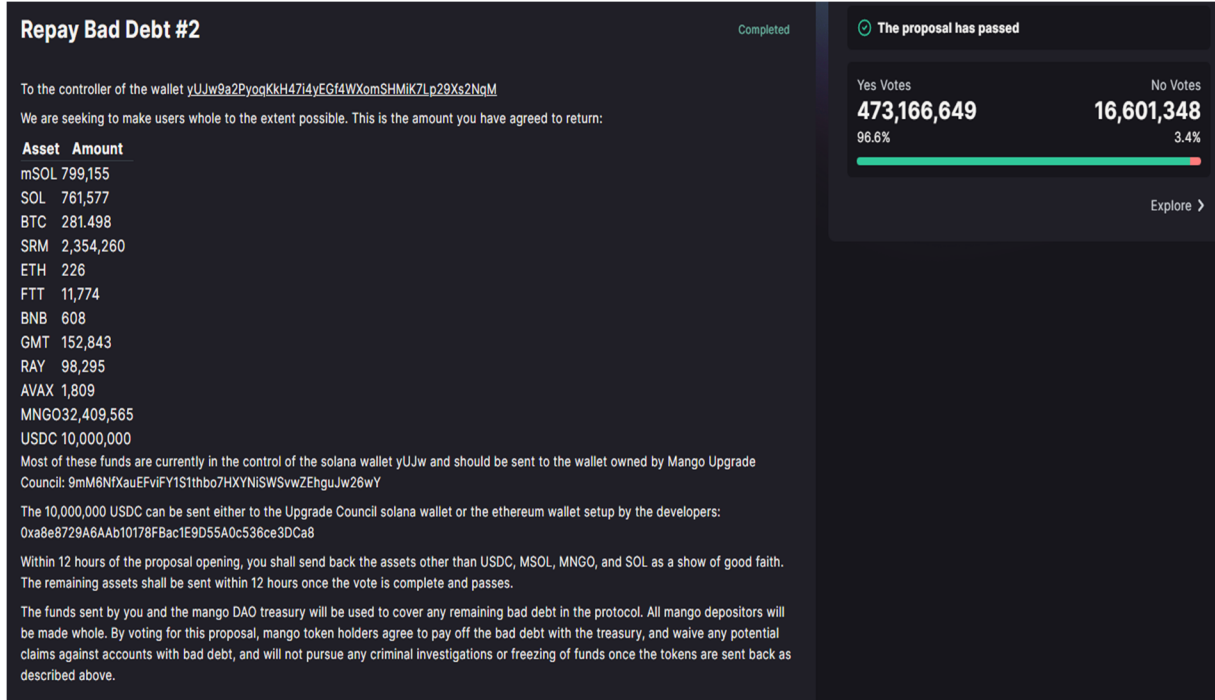 Repay Bad Debt #2
Completed
To the controller of the wallet yUJw9a2PyoqKkH47i4yEGf4WXomSHMiK7Lp29Xs2NqM
We are seeking to make users whole to the extent possible. This is the amount you have agreed to return:
Asset Amount
mSOL 799,155
SOL 761,577
BTC 281.498
SRM 2,354,260
ETH 226
FTT 11,774
BNB 608
GMT 152,843
RAY 98,295
AVAX 1,809
MNGO32,409,565
USDC 10,000,000
Most of these funds are currently in the control of the solana wallet yUJw and should be sent to the wallet owned by Mango Upgrade
Council: 9mM6NfXauEFviFY1S1thbo7HXYNiSWSvwZEhguJw26wY
The 10,000,000 USDC can be sent either to the Upgrade Council solana wallet or the ethereum wallet setup by the developers:
0xa8e8729A6AAb10178FBac1E9D55A0c536ce3DCa8
Within 12 hours of the proposal opening, you shall send back the assets other than USDC, MSOL, MNGO, and SOL as a show of good faith.
The remaining assets shall be sent within 12 hours once the vote is complete and passes.
The funds sent by you and the mango DAO treasury will be used to cover any remaining bad debt in the protocol. All mango depositors will
be made whole. By voting for this proposal, mango token holders agree to pay off the bad debt with the treasury, and waive any potential
claims against accounts with bad debt, and will not pursue any criminal investigations or freezing of funds once the tokens are sent back as
described above.
The proposal has passed
Yes Votes No Votes
473,166,649 16,601,348
96.6% 3.4%
Explore